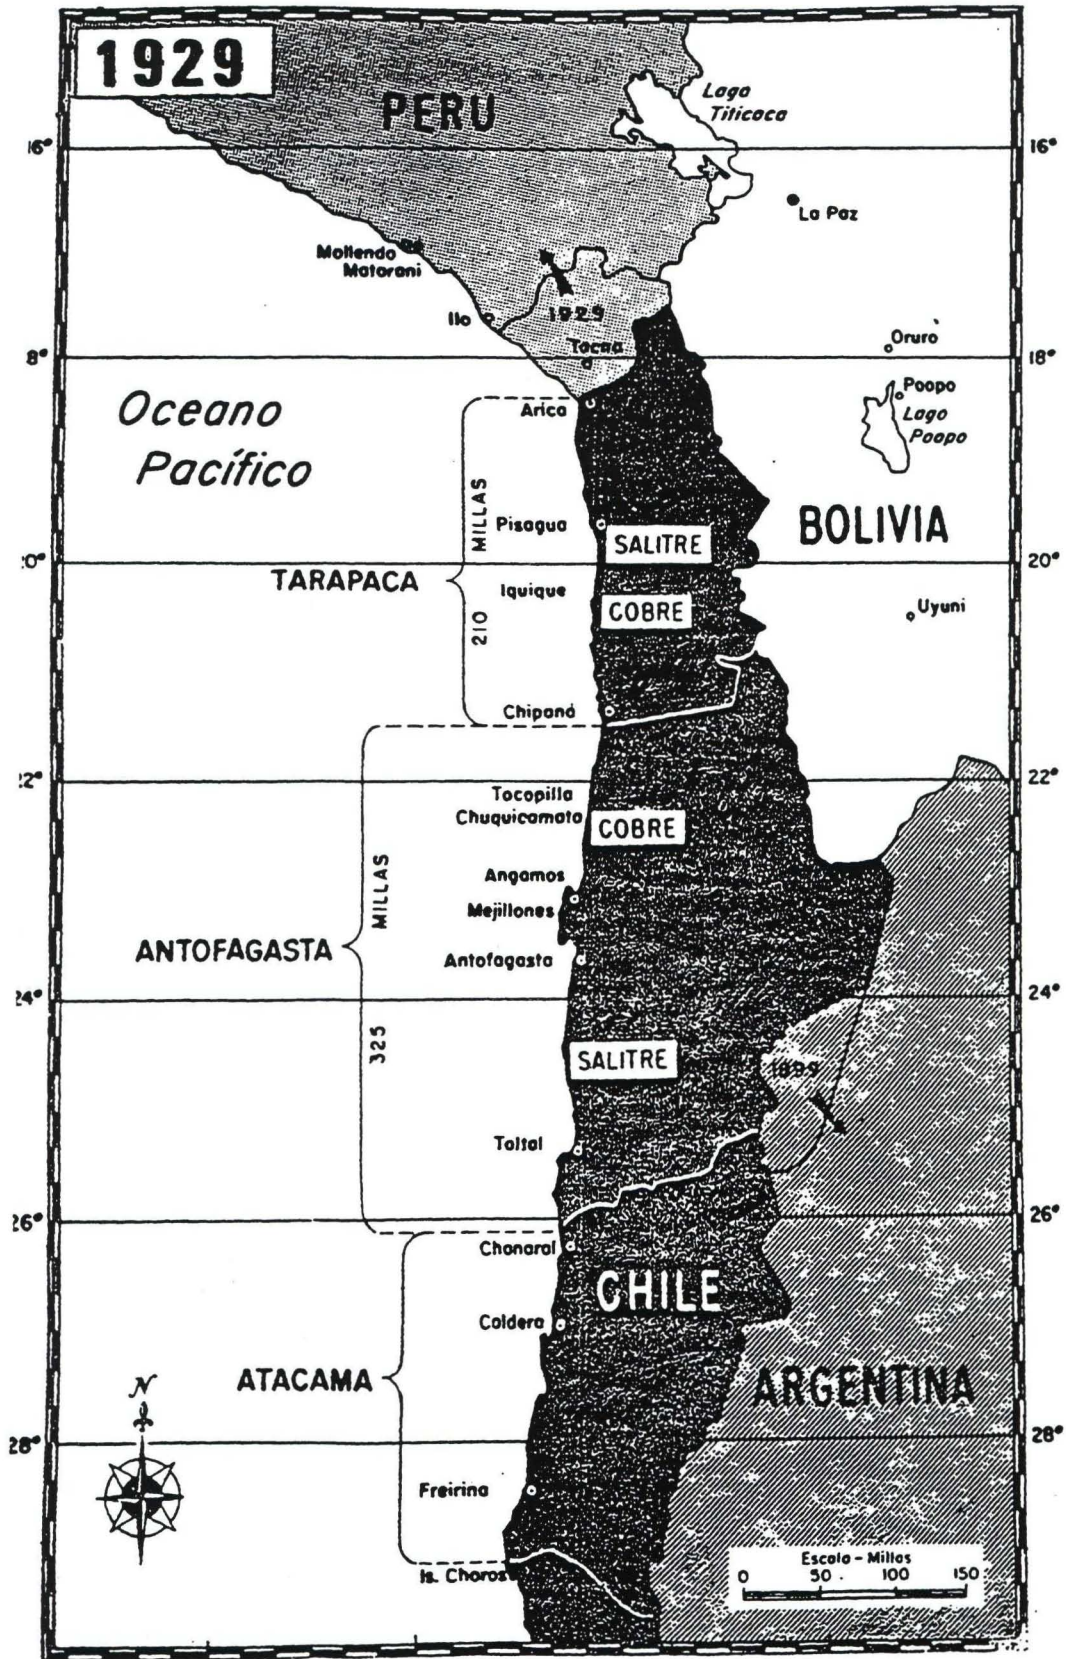 1929
PERU
Lago
Titicaca
16°
16°
La Paz
Mollendo
Matarani
Ilo
1929
Tacna
Oruro
8°
18°
Poopo
Lago
Poopo
Arica
Oceano
Pacífico
MILLAS
210
Pisagua
SALITRE
BOLIVIA
20°
TARAPACA
Iquique
COBRE
Uyuni
Chipaná
22°
22°
Tocopilla
Chuquicamata
COBRE
Angamos
MILLAS
325
Mejillones
ANTOFAGASTA
Antofagasta
24°
24°
SALITRE
1899
Toltal
26°
26°
Chanaral
CHILE
Caldera
ATACAMA
ARGENTINA
N
28°
28°
Freirina
Is. Choros
Escala - Millas
0 50 100 150